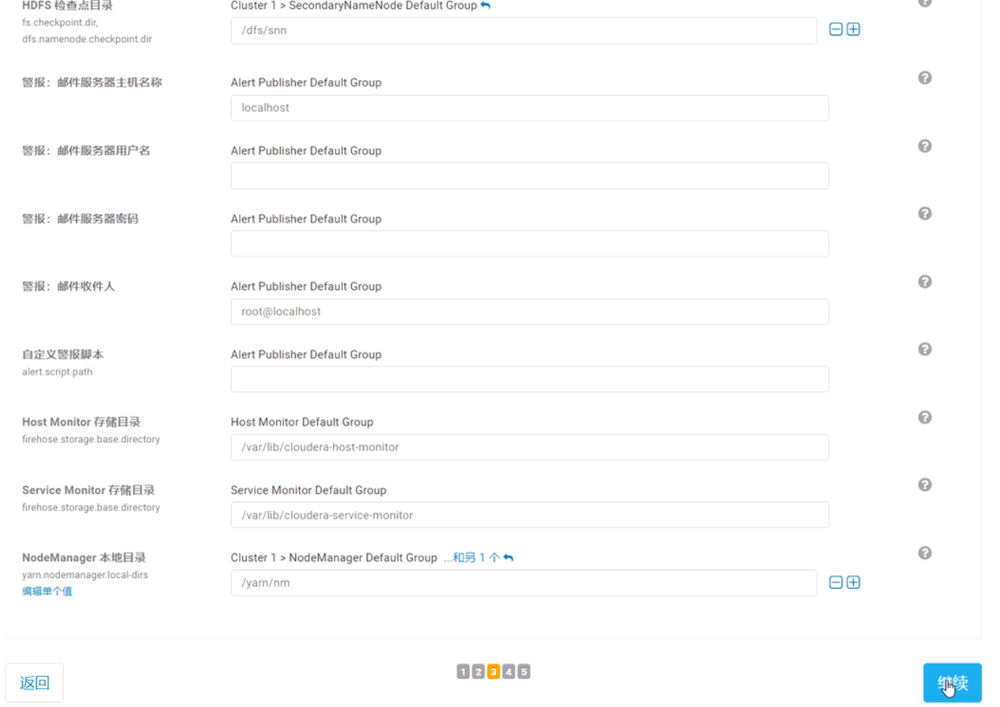 HDFS 检查点目录
Cluster 1 > SecondaryNameNode Default Group
fs.checkpoint.dir,
dfs.namenode.checkpoint.dir
/dfs/snn
警报：邮件服务器主机名称
Alert Publisher Default Group
localhost
警报：邮件服务器用户名
Alert Publisher Default Group
警报：邮件服务器密码
Alert Publisher Default Group
警报：邮件收件人
Alert Publisher Default Group
root@localhost
自定义警报脚本
alert.script.path
Alert Publisher Default Group
Host Monitor 存储目录
firehose.storage.base.directory
Host Monitor Default Group
/var/lib/cloudera-host-monitor
Service Monitor 存储目录
firehose.storage.base.directory
Service Monitor Default Group
/var/lib/cloudera-service-monitor
NodeManager 本地目录
yarn.nodemanager.local-dirs
编辑单个值
Cluster 1 > NodeManager Default Group ...和另 1 个
/yarn/nm
返回
1 2 3 4 5
继续